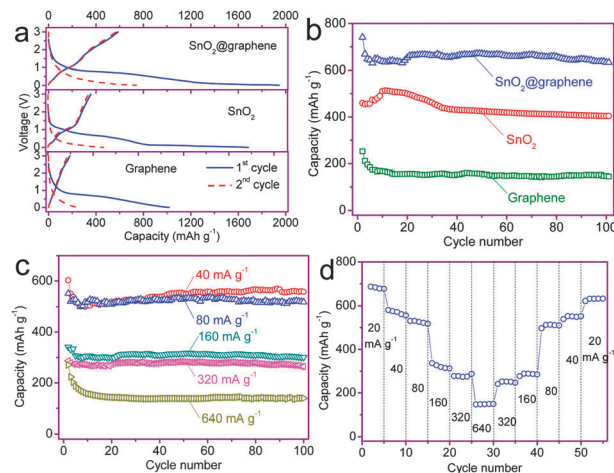 a
0 400 800 1200 1600 2000
SnO2@graphene
SnO2
Graphene
1st cycle
2nd cycle
3
2
1
0
3
2
1
0
3
2
1
0
Voltage (V)
0 400 800 1200 1600 2000
Capacity (mAh g-1)
b
800
600
400
200
0
Capacity (mAh g-1)
SnO2@graphene
SnO2
Graphene
0 20 40 60 80 100
Cycle number
c
600
400
200
0
Capacity (mAh g-1)
40 mA g-1
80 mA g-1
160 mA g-1
320 mA g-1
640 mA g-1
0 20 40 60 80 100
Cycle number
d
800
600
400
200
0
Capacity (mAh g-1)
20
mA g-1
40
80
160
320
640
320
160
80
40
20
mA g-1
0 10 20 30 40 50
Cycle number